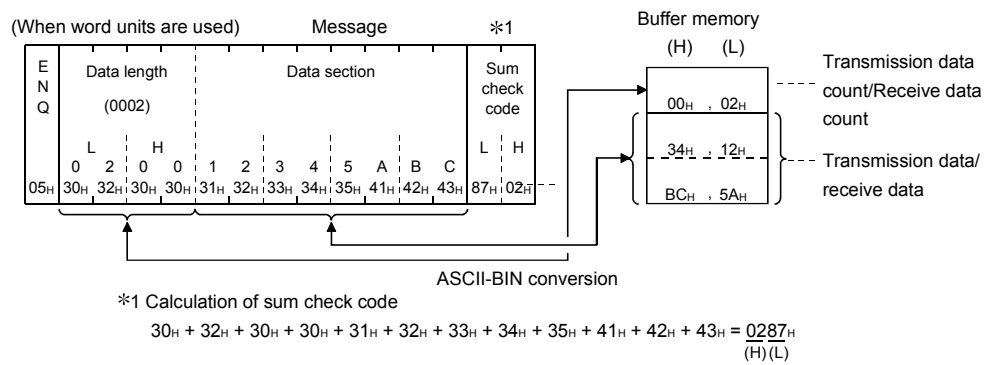 (When word units are used) Message ＊1
Buffer memory
(H) (L)
E N Q
Data length
(0002)
Data section
Sum check code
L H
L H
0 2 0 0 1 2 3 4 5 A B C
05H 30H 32H 30H 30H 31H 32H 33H 34H 35H 41H 42H 43H 87H 02H
00H , 02H
34H , 12H
BCH , 5AH
Transmission data
count/Receive data
count
Transmission data/
receive data
ASCII-BIN conversion
＊1 Calculation of sum check code
30H + 32H + 30H + 30H + 31H + 32H + 33H + 34H + 35H + 41H + 42H + 43H = 0287H
(H)(L)